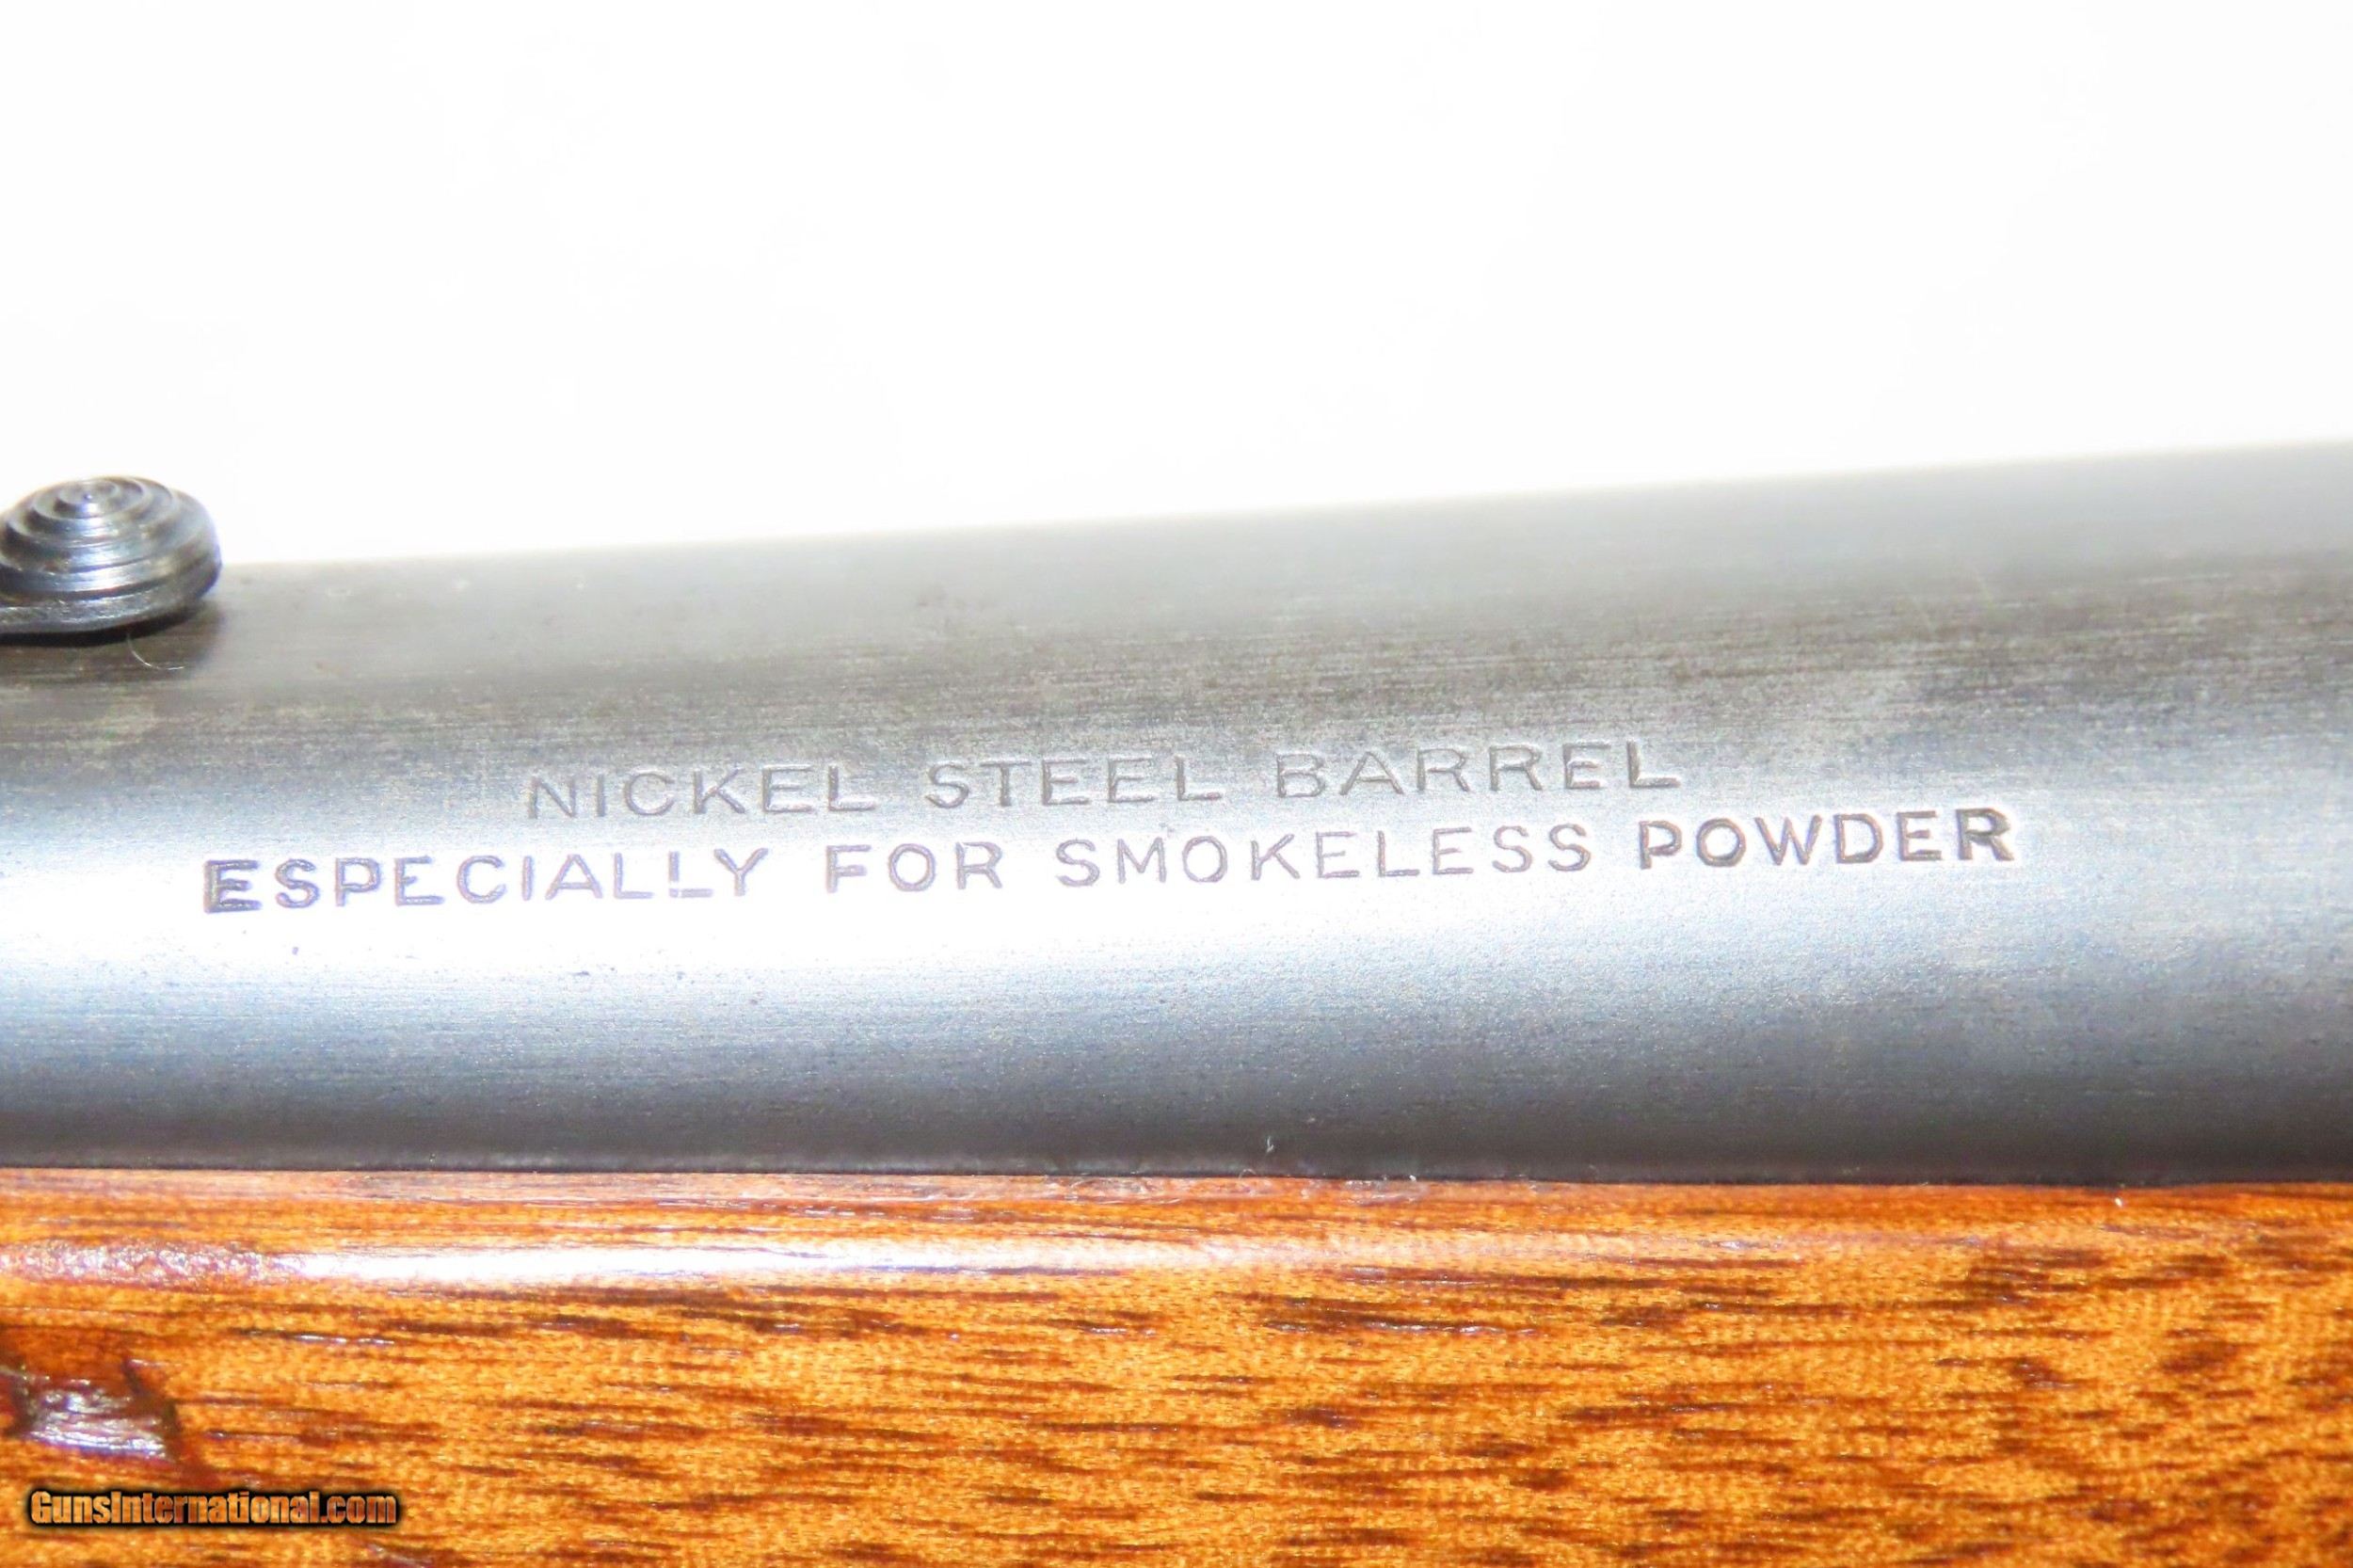 NICKEL STEEL BARREL
ESPECIALLY FOR SMOKELESS POWDER
GunsInternational.com